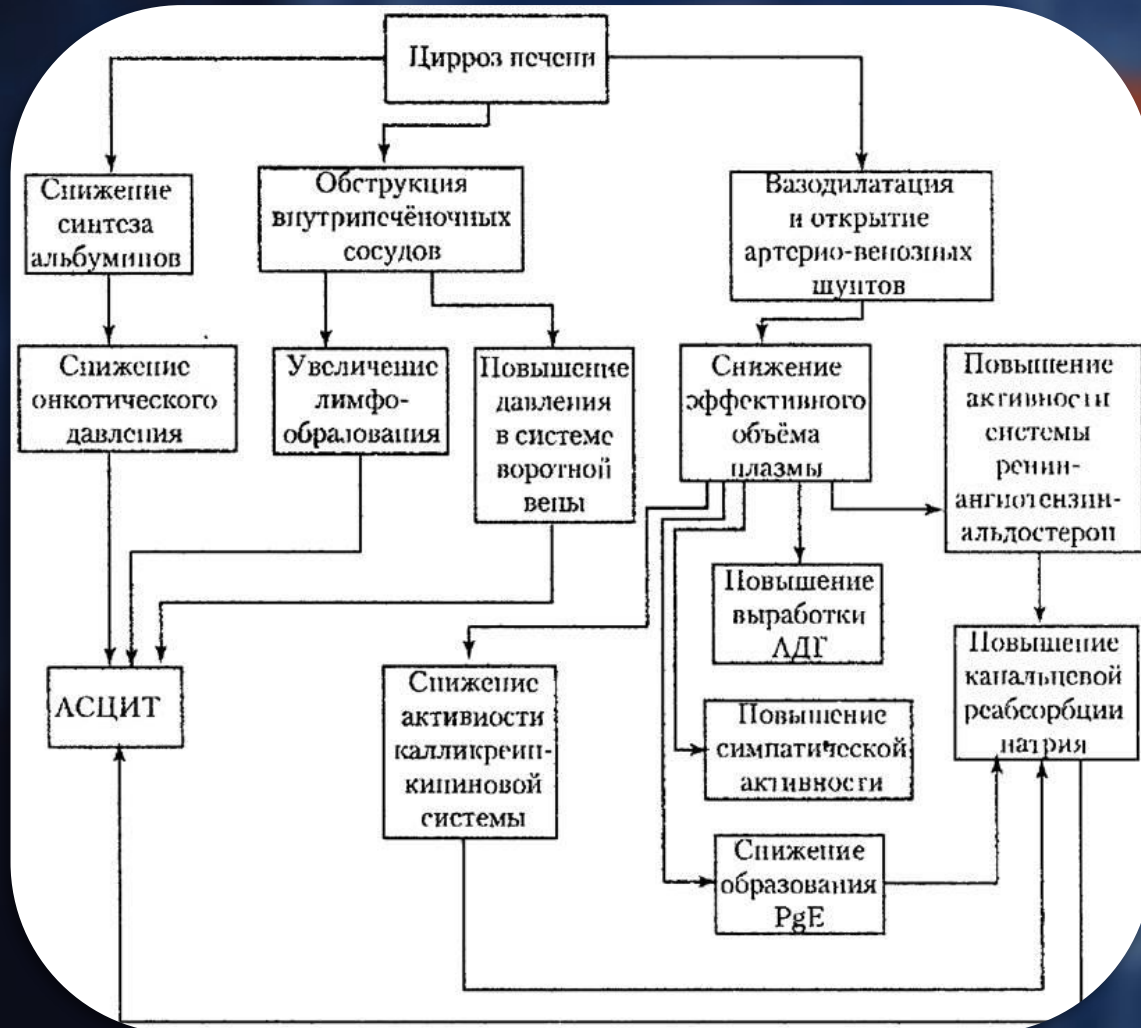 Цирроз печени
Снижение
синтеза
альбуминов
Обструкция
внутрипечёночных
сосудов
Вазодилатация
и открытие
артерио-венозных
шунтов
Снижение
онкотического
давления
Увеличение
лимфо-
образования
Повышение
давления
в системе
воротной
вены
Снижение
эффективного
объёма
плазмы
Повышение
активности
системы
ренин-
ангиотензин-
альдостерон
Повышение
выработки
АДГ
АСЦИТ
Снижение
активности
калликреин-
кининовой
системы
Повышение
симпатической
активности
Повышение
канальцевой
реабсорбции
натрия
Снижение
образования
PgE